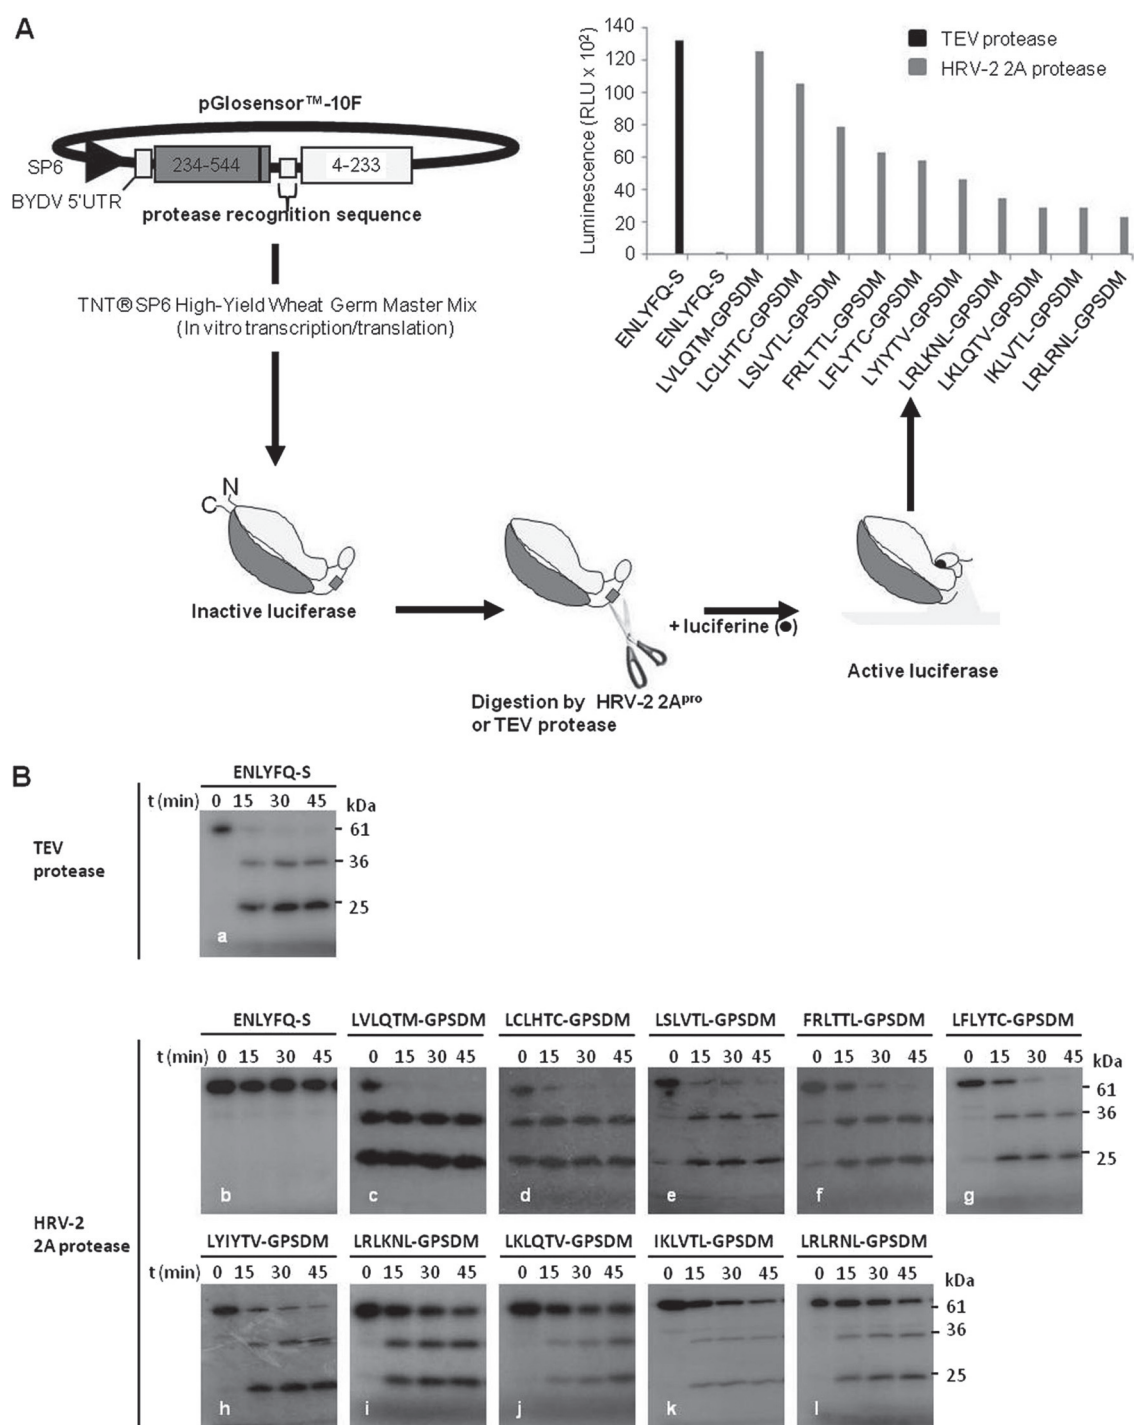 A
pGlosensor™-10F
SP6
234-544
4-233
BYDV 5'UTR
protease recognition sequence
TNT®SP6 High-Yield Wheat Germ Master Mix
(In vitro transcription/translation)
Luminescence (RLU x 10²)
140
120
100
80
60
40
20
0
TEV protease
HRV-2 2A protease
ENLYFQ-S
ENLYFQ-S
LVLQTM-GPSDM
LCLHTC-GPSDM
LSLVTL-GPSDM
FRLTTL-GPSDM
LFLYTC-GPSDM
LYIYTV-GPSDM
LRLKNL-GPSDM
LKLQTV-GPSDM
IKLVTL-GPSDM
LRLRNL-GPSDM
N
C
Inactive luciferase
+ luciferine ( )
Digestion by HRV-2 2Apro
or TEV protease
Active luciferase
B
ENLYFQ-S
t (min) 0 15 30 45 kDa
61
36
25
TEV
protease
a
ENLYFQ-S LVLQTM-GPSDM LCLHTC-GPSDM LSLVTL-GPSDM FRLTTL-GPSDM LFLYTC-GPSDM
t (min) 0 15 30 45 0 15 30 45 0 15 30 45 0 15 30 45 0 15 30 45 0 15 30 45 kDa
61
36
25
b c d e f g
HRV-2
2A protease
LYIYTV-GPSDM LRLKNL-GPSDM LKLQTV-GPSDM IKLVTL-GPSDM LRLRNL-GPSDM
t (min) 0 15 30 45 0 15 30 45 0 15 30 45 0 15 30 45 0 15 30 45 kDa
61
36
25
h i j k l